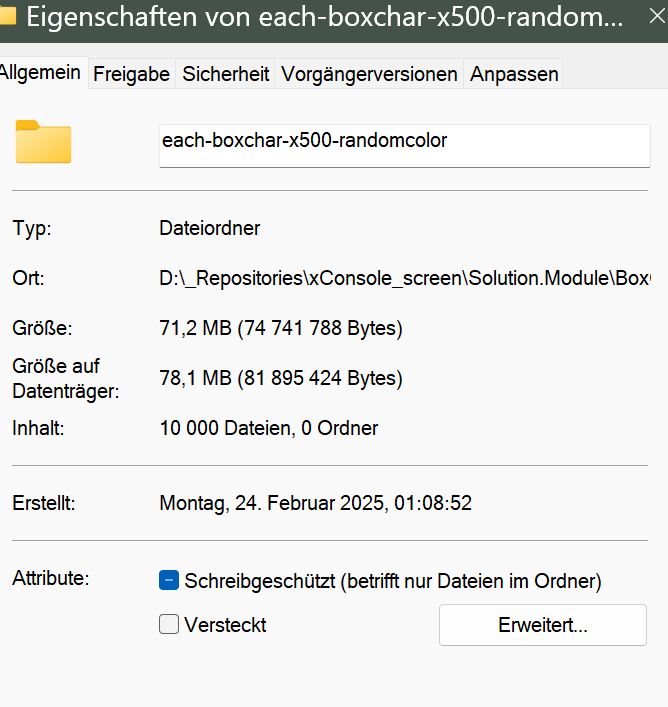 Eigenschaften von each-boxchar-x500-random...
Allgemein Freigabe Sicherheit Vorgängerversionen Anpassen
each-boxchar-x500-randomcolor
Typ: Dateiordner
Ort: D:\_Repositories\xConsole_screen\Solution.Module\Box
Größe: 71,2 MB (74 741 788 Bytes)
Größe auf
Datenträger: 78,1 MB (81 895 424 Bytes)
Inhalt: 10 000 Dateien, 0 Ordner
Erstellt: Montag, 24. Februar 2025, 01:08:52
Attribute: Schreibgeschützt (betrifft nur Dateien im Ordner)
Versteckt Erweitert...